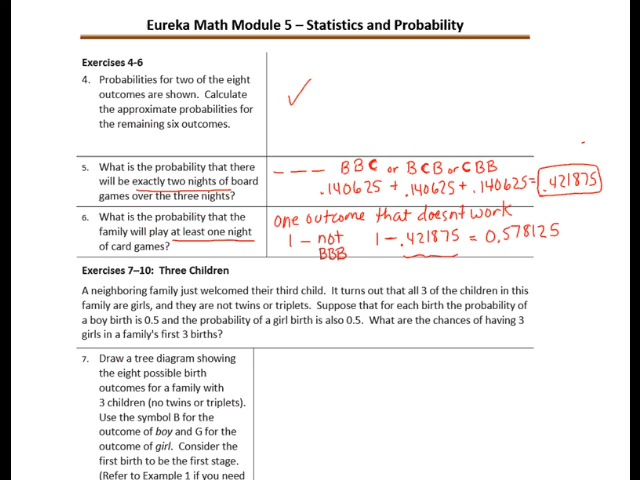 Eureka Math Module 5 – Statistics and Probability
Exercises 4-6
4. Probabilities for two of the eight
outcomes are shown. Calculate
the approximate probabilities for
the remaining six outcomes.
5. What is the probability that there
will be exactly two nights of board
games over the three nights?
B B C or B C B or C B B
.140625 + .140625 + .140625 = .421875
6. What is the probability that the
family will play at least one night
of card games?
one outcome that doesnt work
1 – not 1 – .421875 = 0.578125
BBB
Exercises 7–10: Three Children
A neighboring family just welcomed their third child. It turns out that all 3 of the children in this
family are girls, and they are not twins or triplets. Suppose that for each birth the probability of
a boy birth is 0.5 and the probability of a girl birth is also 0.5. What are the chances of having 3
girls in a family's first 3 births?
7. Draw a tree diagram showing
the eight possible birth
outcomes for a family with
3 children (no twins or triplets).
Use the symbol B for the
outcome of boy and G for the
outcome of girl. Consider the
first birth to be the first stage.
(Refer to Example 1 if you need